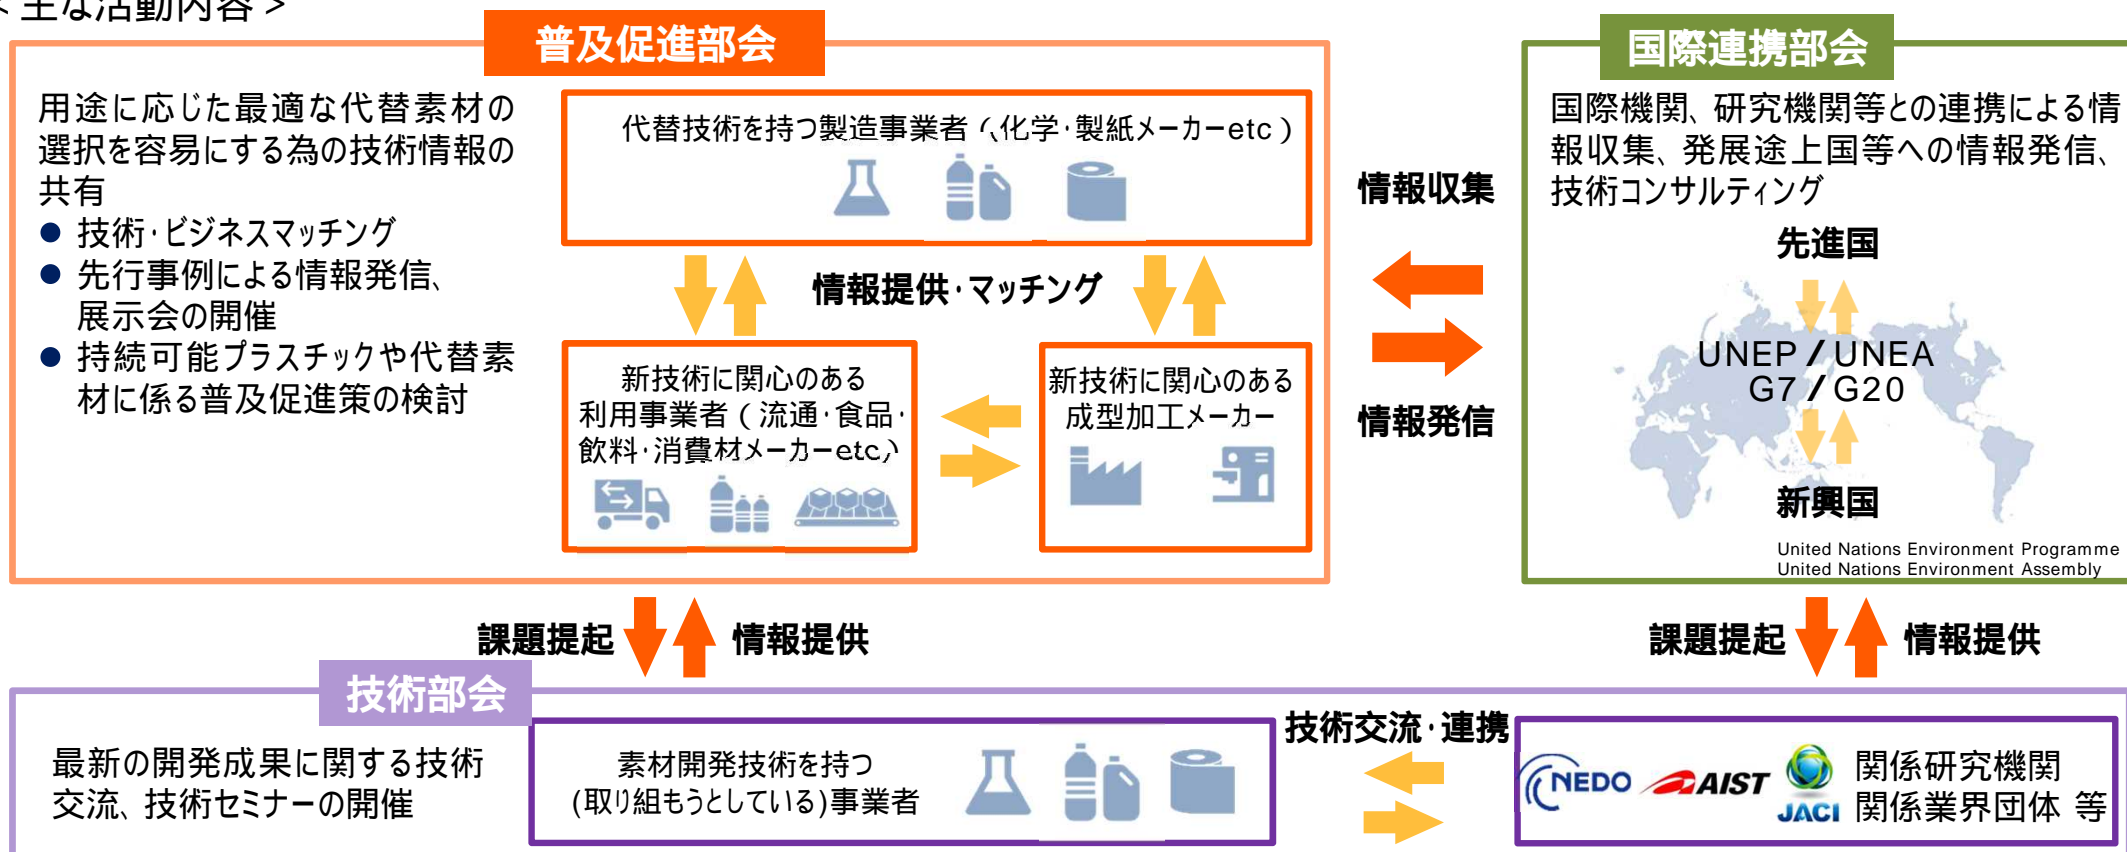 <主な活動内容>
普及促進部会
用途に応じた最適な代替素材の
選択を容易にする為の技術情報の
共有
● 技術・ビジネスマッチング
● 先行事例による情報発信、
展示会の開催
● 持続可能プラスチックや代替素
材に係る普及促進策の検討
代替技術を持つ製造事業者(化学・製紙メーカーetc)
情報提供・マッチング
新技術に関心のある
利用事業者(流通・食品・
飲料・消費材メーカーetc)
新技術に関心のある
成型加工メーカー
情報収集
情報発信
国際連携部会
国際機関、研究機関等との連携による情
報収集、発展途上国等への情報発信、
技術コンサルティング
先進国
UNEP/UNEA
G7/G20
新興国
United Nations Environment Programme
United Nations Environment Assembly
課題提起
情報提供
課題提起
情報提供
技術部会
最新の開発成果に関する技術
交流、技術セミナーの開催
素材開発技術を持つ
(取り組もうとしている)事業者
技術交流・連携
NEDO
AIST
JACI
関係研究機関
関係業界団体 等